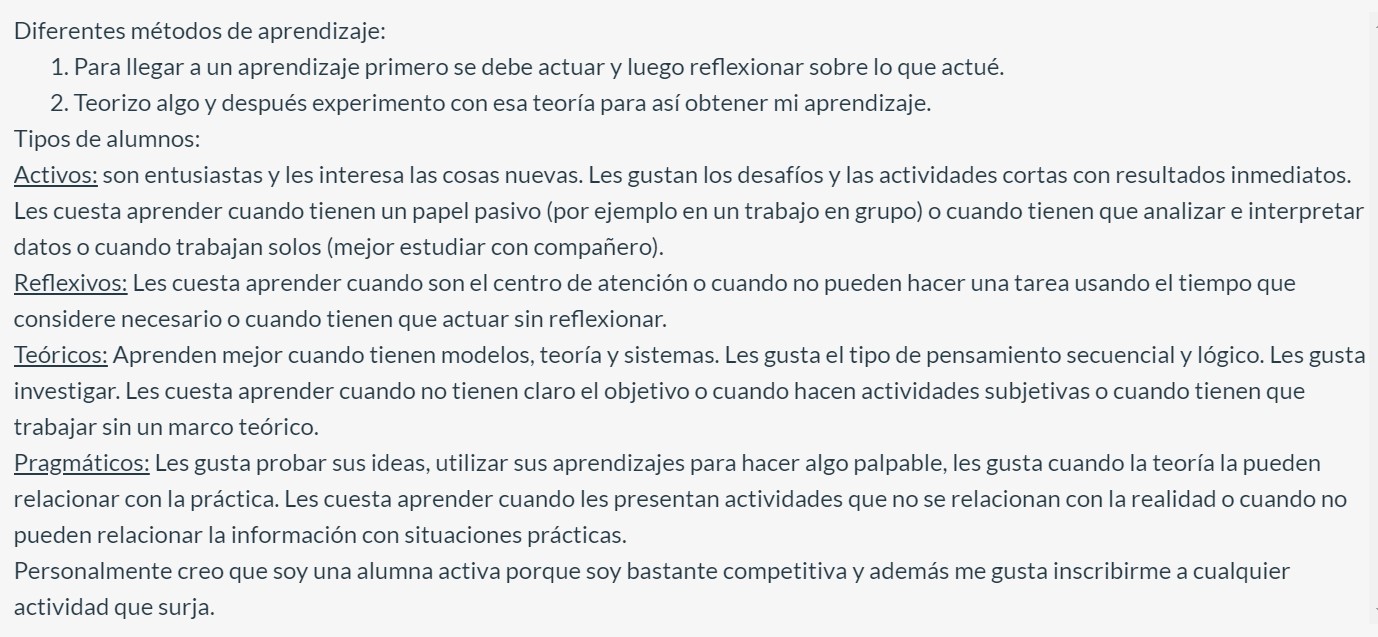 Diferentes métodos de aprendizaje:
1. Para llegar a un aprendizaje primero se debe actuar y luego reflexionar sobre lo que actué.
2. Teorizo algo y después experimento con esa teoría para así obtener mi aprendizaje.
Tipos de alumnos:
Activos: son entusiastas y les interesa las cosas nuevas. Les gustan los desafíos y las actividades cortas con resultados inmediatos.
Les cuesta aprender cuando tienen un papel pasivo (por ejemplo en un trabajo en grupo) o cuando tienen que analizar e interpretar
datos o cuando trabajan solos (mejor estudiar con compañero).
Reflexivos: Les cuesta aprender cuando son el centro de atención o cuando no pueden hacer una tarea usando el tiempo que
considere necesario o cuando tienen que actuar sin reflexionar.
Teóricos: Aprenden mejor cuando tienen modelos, teoría y sistemas. Les gusta el tipo de pensamiento secuencial y lógico. Les gusta
investigar. Les cuesta aprender cuando no tienen claro el objetivo o cuando hacen actividades subjetivas o cuando tienen que
trabajar sin un marco teórico.
Pragmáticos: Les gusta probar sus ideas, utilizar sus aprendizajes para hacer algo palpable, les gusta cuando la teoría la pueden
relacionar con la práctica. Les cuesta aprender cuando les presentan actividades que no se relacionan con la realidad o cuando no
pueden relacionar la información con situaciones prácticas.
Personalmente creo que soy una alumna activa porque soy bastante competitiva y además me gusta inscribirme a cualquier
actividad que surja.